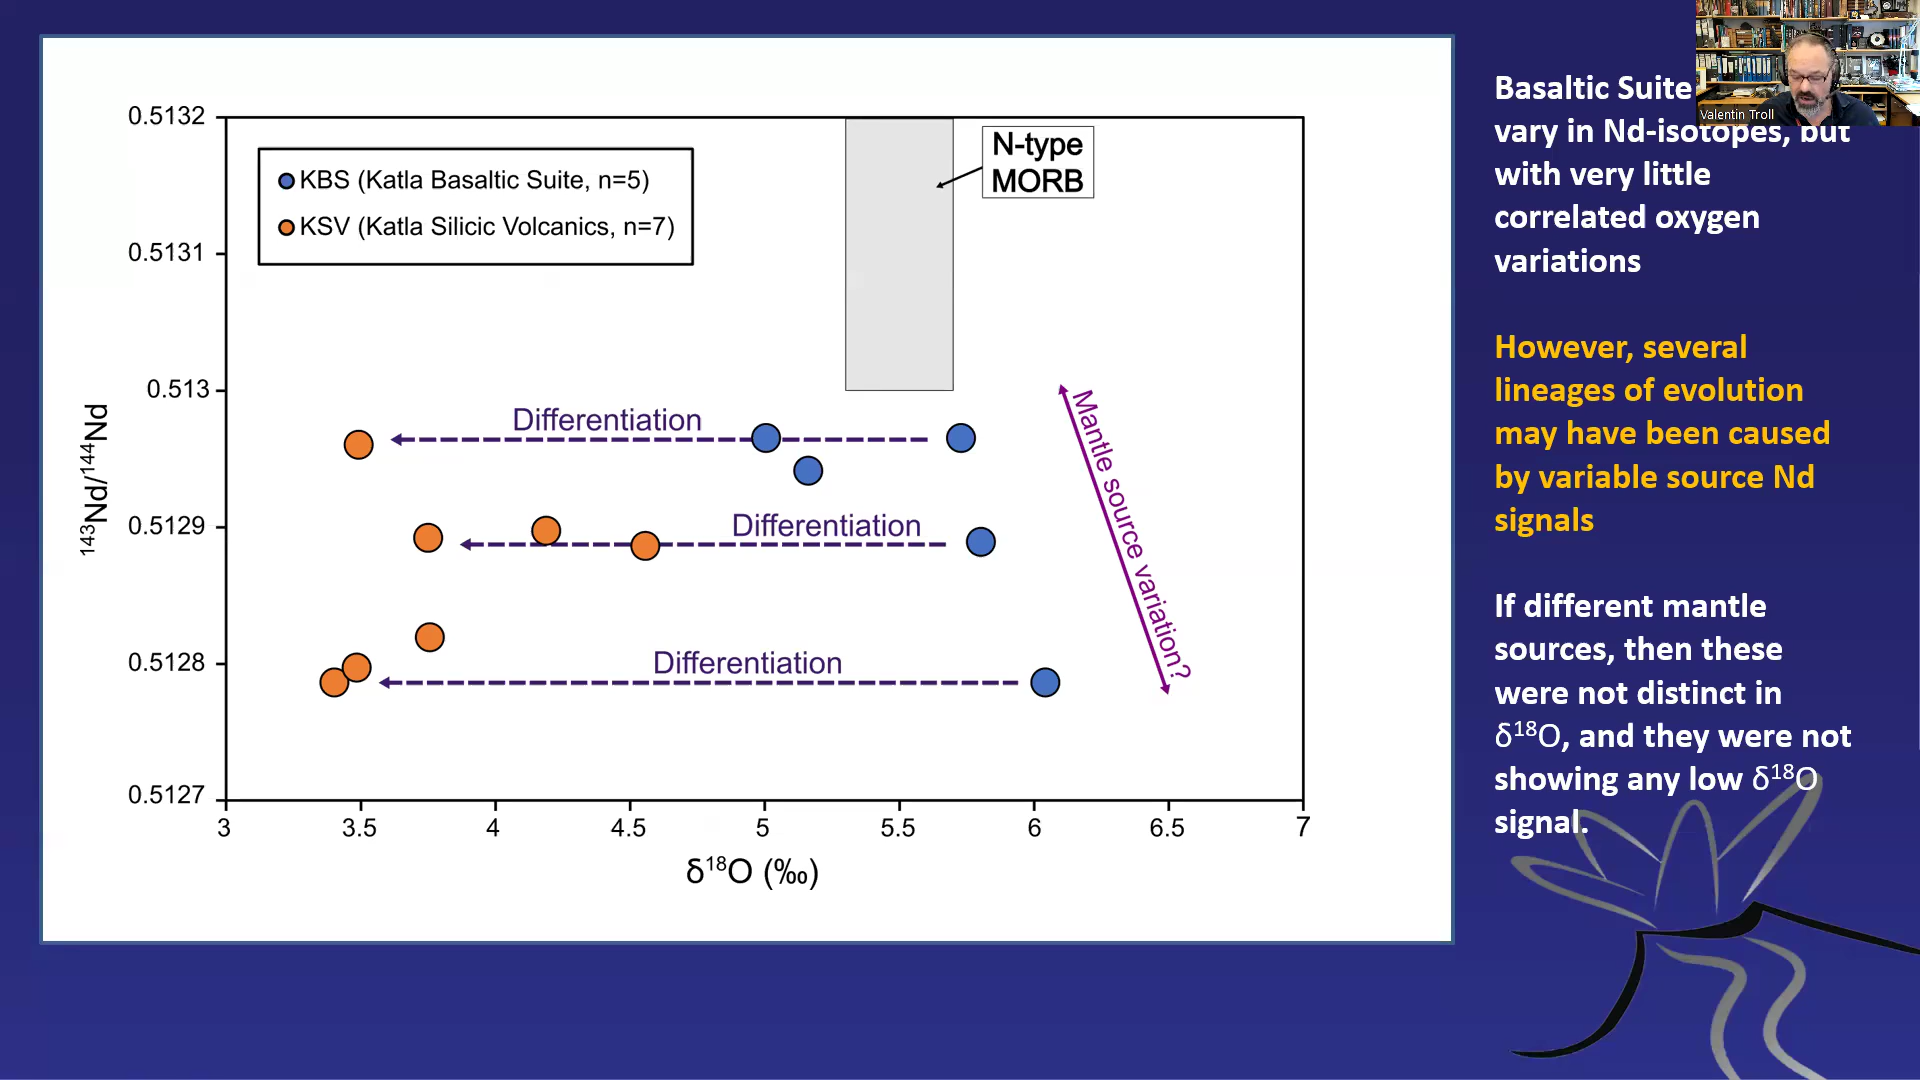 0.5132
0.5131
0.513
0.5129
0.5128
0.5127
¹⁴³Nd/¹⁴⁴Nd
KBS (Katla Basaltic Suite, n=5)
KSV (Katla Silicic Volcanics, n=7)
N-type
MORB
Differentiation
Differentiation
Differentiation
Mantle source variation?
3 3.5 4 4.5 5 5.5 6 6.5 7
δ¹⁸O (‰)
Valentin Troll
Basaltic Suite
vary in Nd-isotopes, but
with very little
correlated oxygen
variations
However, several
lineages of evolution
may have been caused
by variable source Nd
signals
If different mantle
sources, then these
were not distinct in
δ¹⁸O, and they were not
showing any low δ¹⁸O
signal.